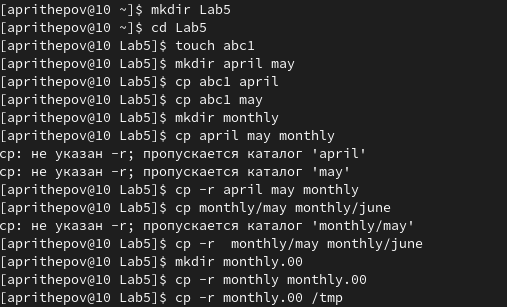 [aprithepov@10 ~]$ mkdir Lab5
[aprithepov@10 ~]$ cd Lab5
[aprithepov@10 Lab5]$ touch abc1
[aprithepov@10 Lab5]$ mkdir april may
[aprithepov@10 Lab5]$ cp abc1 april
[aprithepov@10 Lab5]$ cp abc1 may
[aprithepov@10 Lab5]$ mkdir monthly
[aprithepov@10 Lab5]$ cp april may monthly
cp: не указан -r; пропускается каталог 'april'
cp: не указан -r; пропускается каталог 'may'
[aprithepov@10 Lab5]$ cp -r april may monthly
[aprithepov@10 Lab5]$ cp monthly/may monthly/june
cp: не указан -r; пропускается каталог 'monthly/may'
[aprithepov@10 Lab5]$ cp -r  monthly/may monthly/june
[aprithepov@10 Lab5]$ mkdir monthly.00
[aprithepov@10 Lab5]$ cp -r monthly monthly.00
[aprithepov@10 Lab5]$ cp -r monthly.00 /tmp